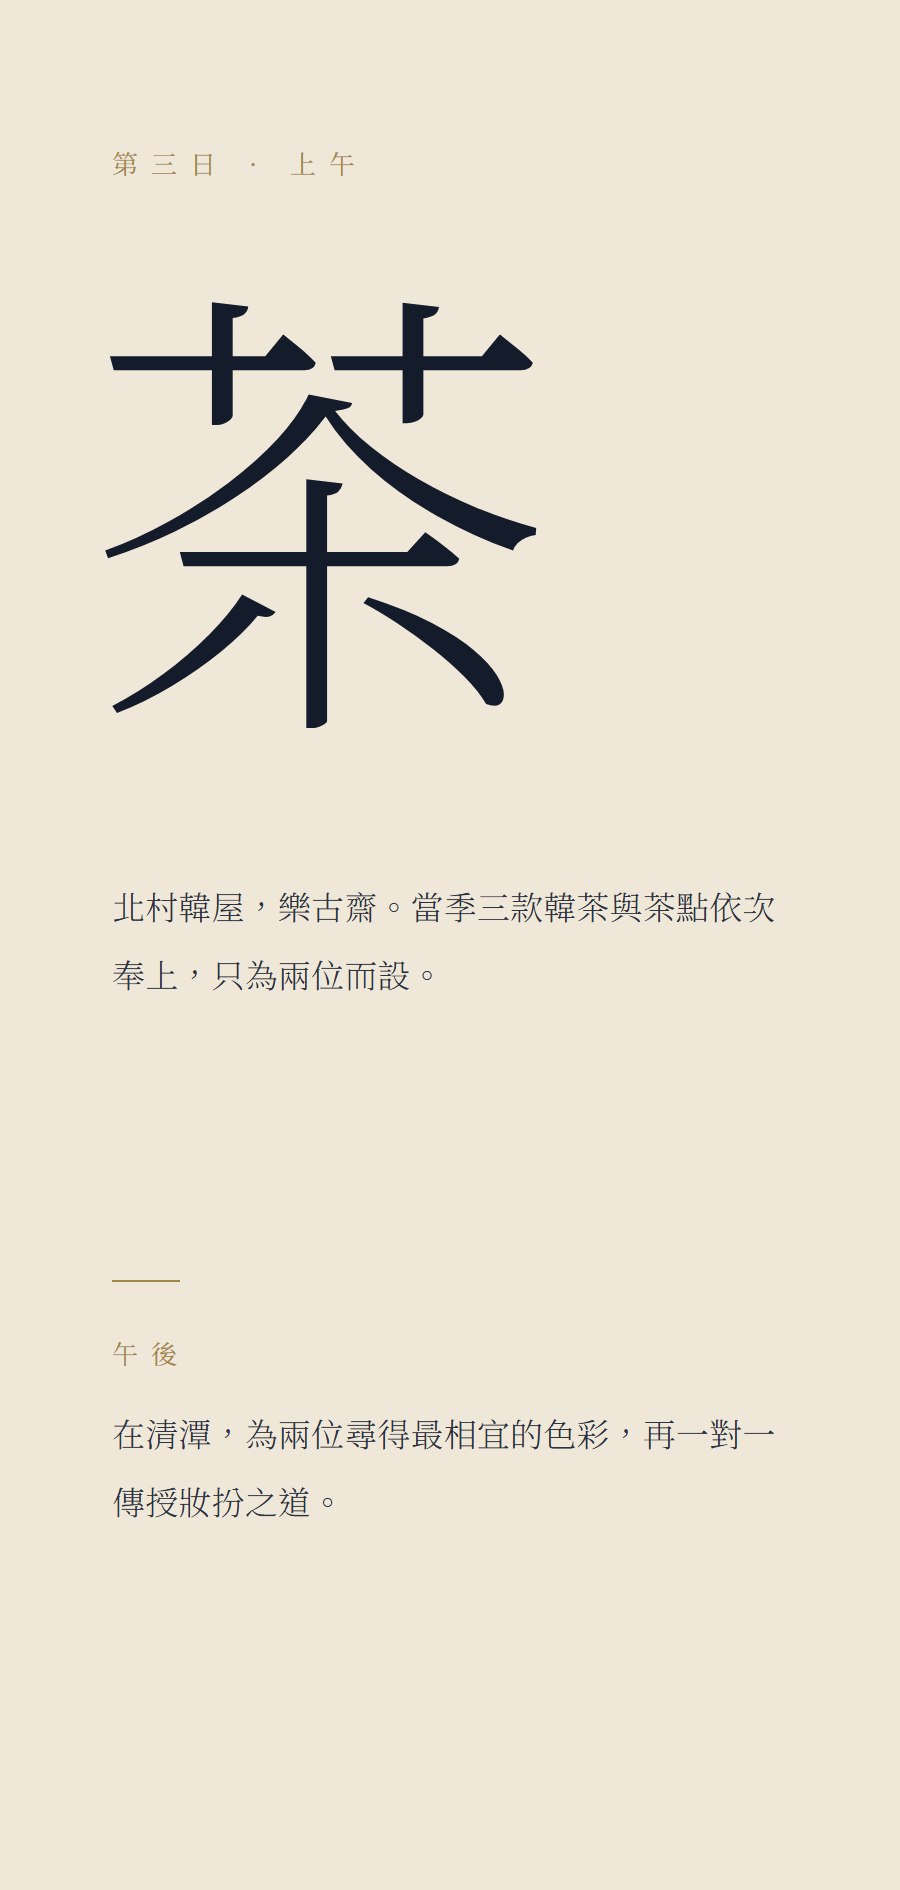 第三日 · 上午
茶
北村韓屋，樂古齋。當季三款韓茶與茶點依次
奉上，只為兩位而設。
午後
在清潭，為兩位尋得最相宜的色彩，再一對一
傳授妝扮之道。